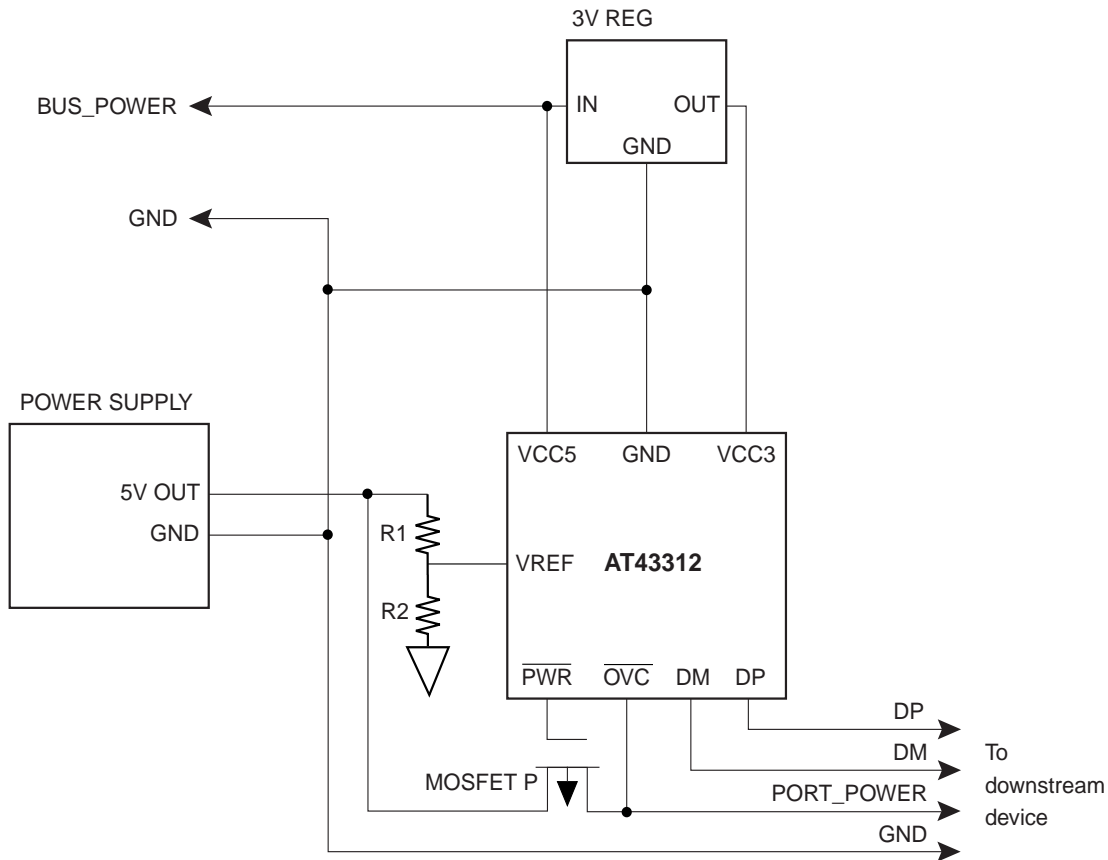 3V REG
BUS_POWER
IN
OUT
GND
GND
POWER SUPPLY
5V OUT
GND
R1
R2
VCC5
GND
VCC3
VREF
AT43312
PWR
OVC
DM
DP
MOSFET P
DP
DM
PORT_POWER
GND
To
downstream
device